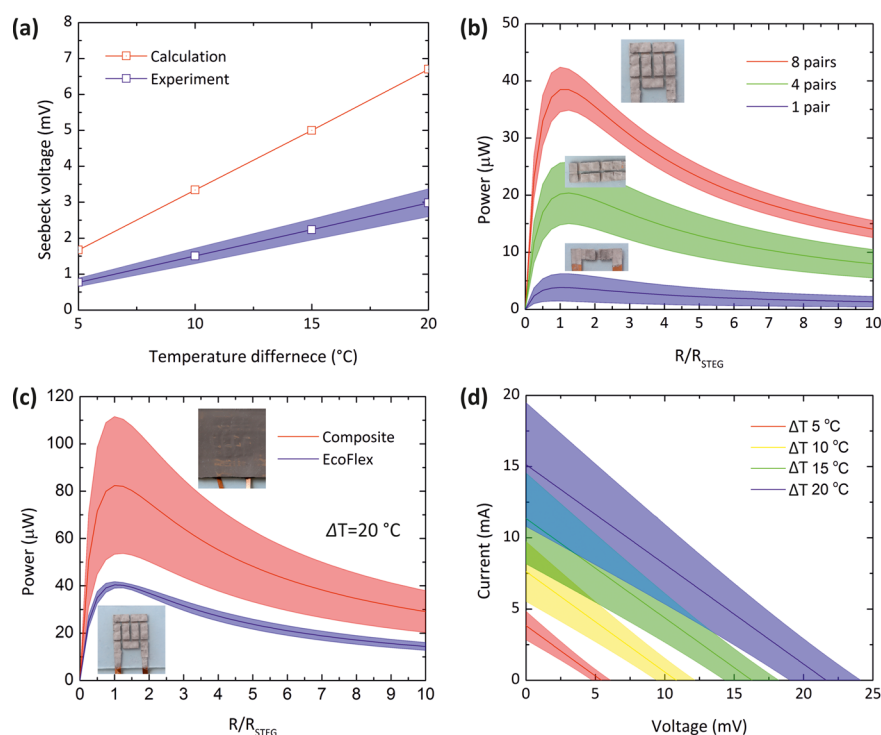 (a)
8
7
6
5
4
3
2
1
0
Seebeck voltage (mV)
Calculation
Experiment
5 10 15 20
Temperature differnece (°C)
(b)
50
40
30
20
10
0
Power (μW)
8 pairs
4 pairs
1 pair
0 1 2 3 4 5 6 7 8 9 10
R/R_STEG
(c)
120
100
80
60
40
20
0
Power (μW)
Composite
EcoFlex
ΔT=20 °C
0 1 2 3 4 5 6 7 8 9 10
R/R_STEG
(d)
20
15
10
5
0
Current (mA)
ΔT 5 °C
ΔT 10 °C
ΔT 15 °C
ΔT 20 °C
0 5 10 15 20 25
Voltage (mV)